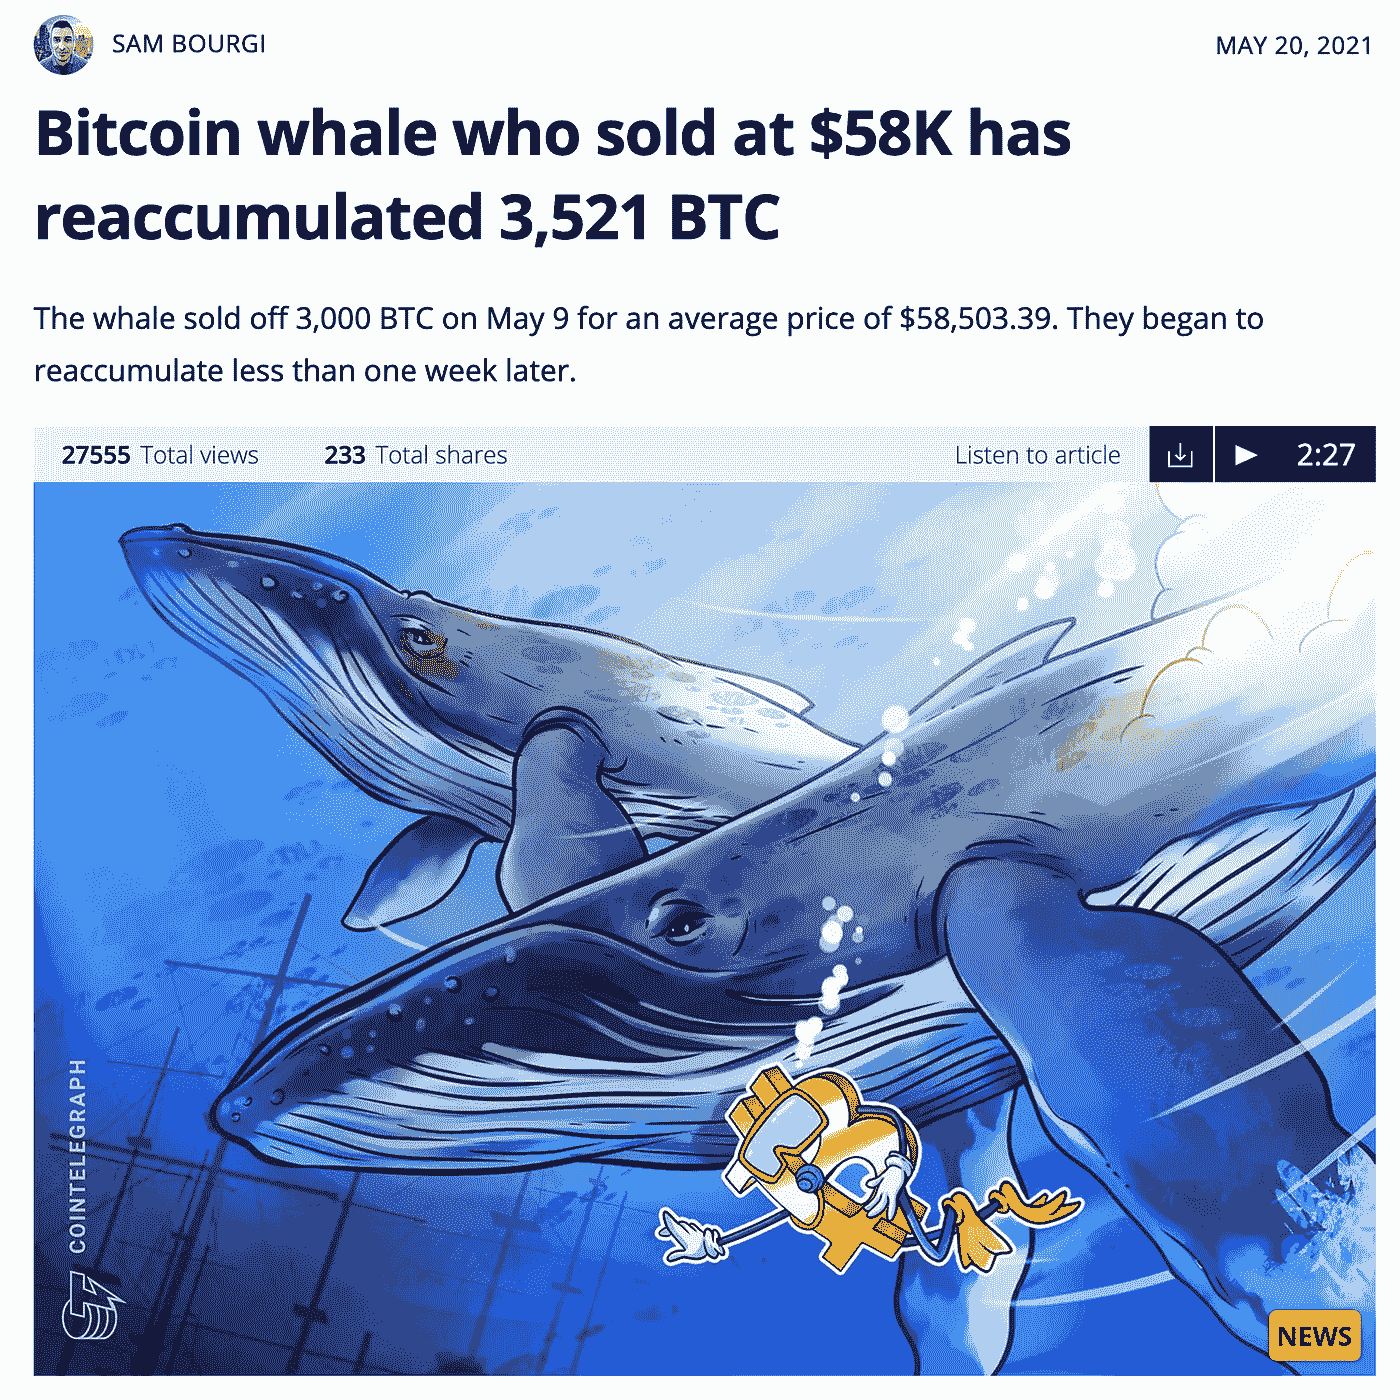 SAM BOURGI
MAY 20, 2021
Bitcoin whale who sold at $58K has
reaccumulated 3,521 BTC
The whale sold off 3,000 BTC on May 9 for an average price of $58,503.39. They began to
reaccumulate less than one week later.
27555 Total views 233 Total shares Listen to article 2:27
COINTELEGRAPH
NEWS